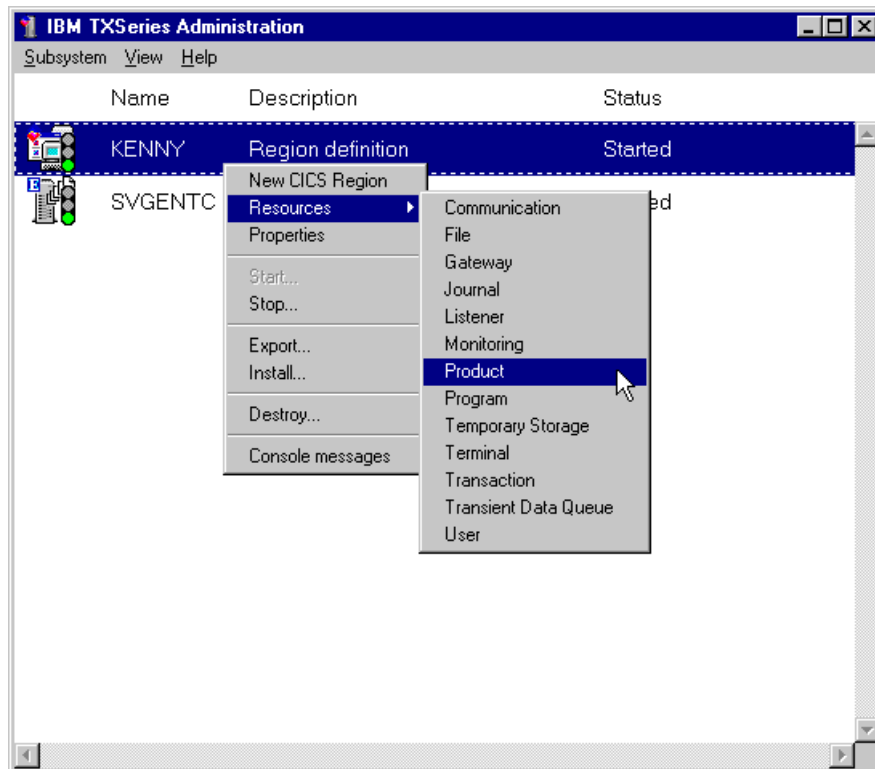 IBM TXSeries Administration
Subsystem View Help
Name Description Status
KENNY Region definition Started
SVGENTC ed
New CICS Region
Resources
Properties
Start...
Stop...
Export...
Install...
Destroy...
Console messages
Communication
File
Gateway
Journal
Listener
Monitoring
Product
Program
Temporary Storage
Terminal
Transaction
Transient Data Queue
User